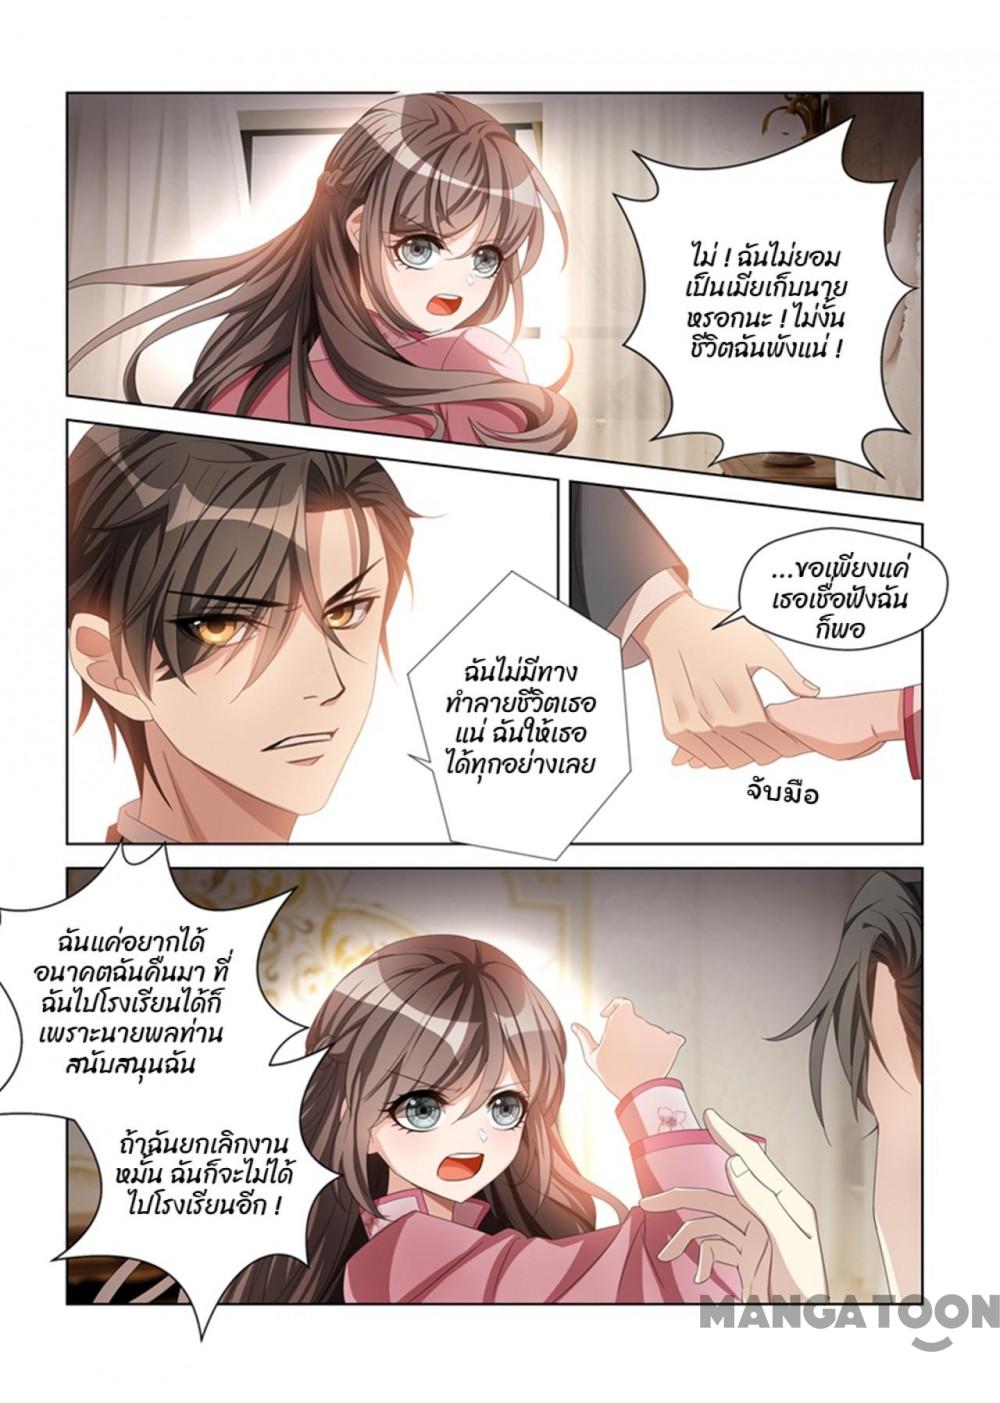 ไม่ ! ฉันไม่ยอม
เป็นเมียเก็บนาย
หรอกนะ ! ไม่งั้น
ชีวิตฉันพังแน่ !
ฉันไม่มีทาง
ทำลายชีวิตเธอ
แน่ ฉันให้เธอ
ได้ทุกอย่างเลย
...ขอเพียงแค่
เธอเชื่อฟังฉัน
ก็พอ
จับมือ
ฉันแค่อยากได้
อนาคตฉันคืนมา ที่
ฉันไปโรงเรียนได้ก็
เพราะนายพลท่าน
สนับสนุนฉัน
ถ้าฉันยกเลิกงาน
หมั้น ฉันก็จะไม่ได้
ไปโรงเรียนอีก !
MANGATOON